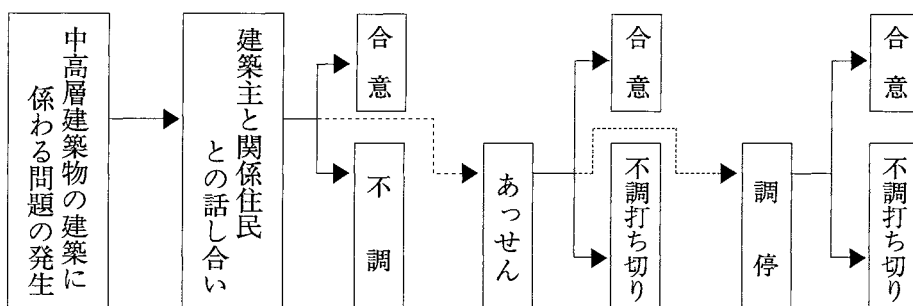 中高層建築物の建築に
係わる問題の発生
建築主と関係住民
との話し合い
合意
不調
あっせん
合意
不調打ち切り
調停
合意
不調打ち切り